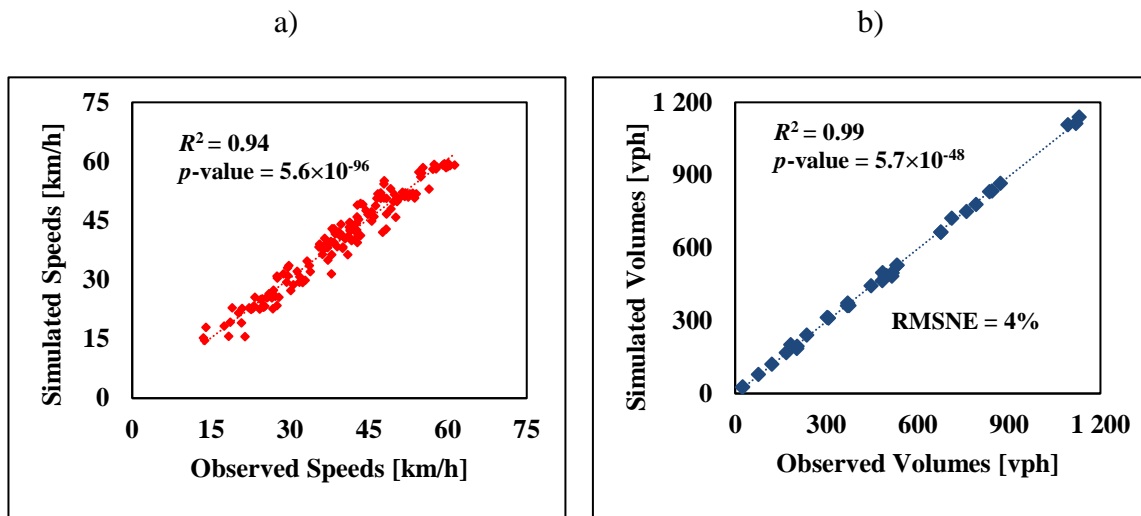 a)
b)
75
60
45
30
15
0
Simulated Speeds [km/h]
R² = 0.94
p-value = 5.6×10⁻⁹⁶
0 15 30 45 60 75
Observed Speeds [km/h]
1 200
900
600
300
0
Simulated Volumes [vph]
R² = 0.99
p-value = 5.7×10⁻⁴⁸
RMSNE = 4%
0 300 600 900 1 200
Observed Volumes [vph]